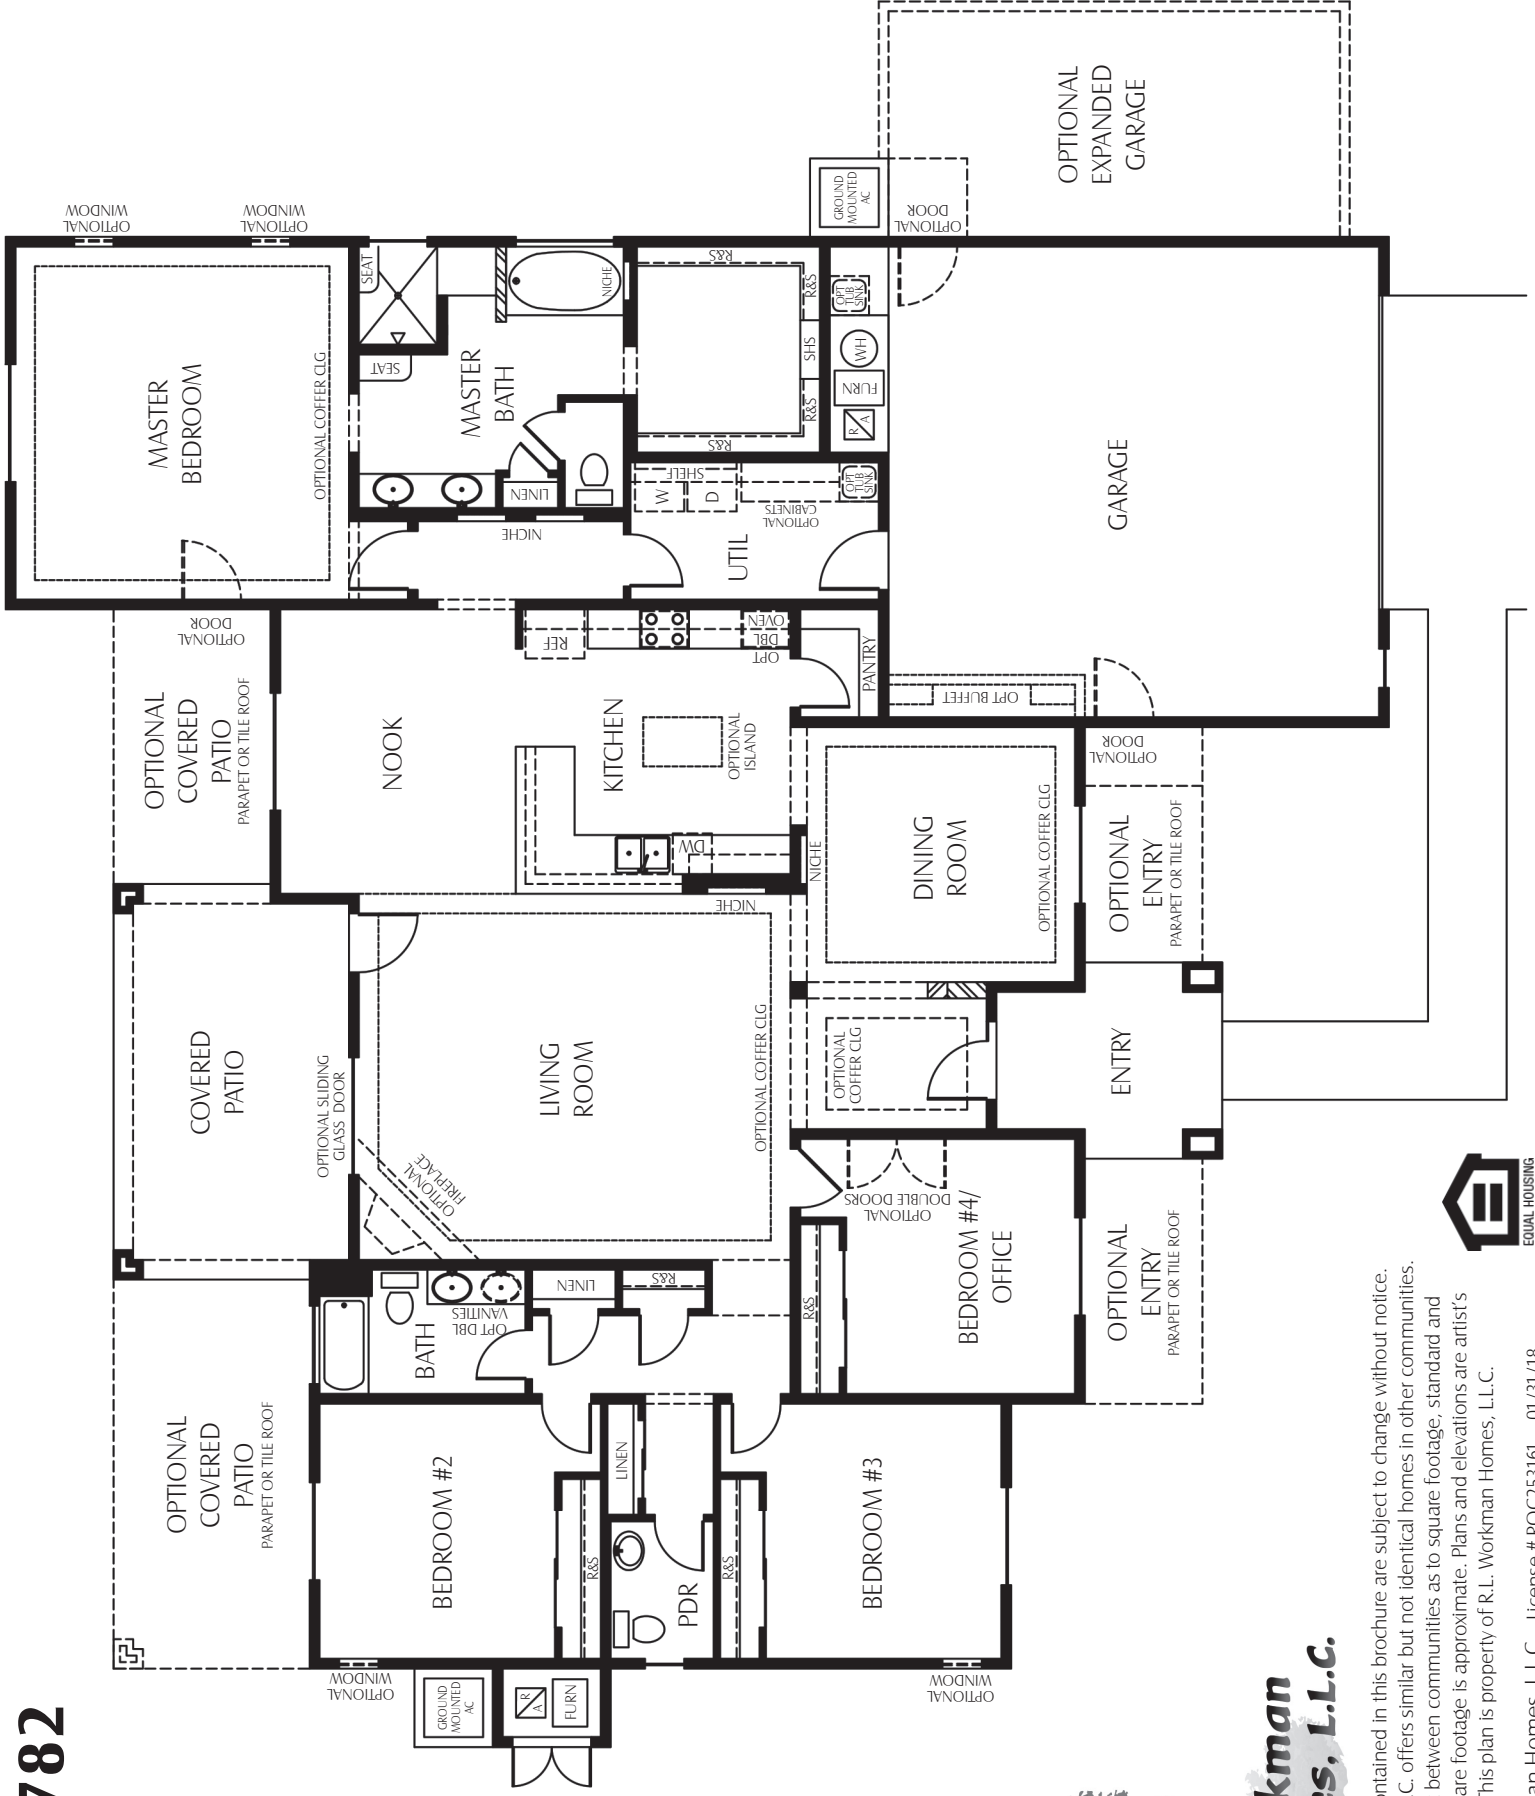 782
OPTIONAL
COVERED
PATIO
PARAPET OR TILE ROOF
COVERED
PATIO
OPTIONAL
COVERED
PATIO
PARAPET OR TILE ROOF
OPTIONAL
DOOR
MASTER
BEDROOM
OPTIONAL COFFER CLG
OPTIONAL
WINDOW
OPTIONAL
WINDOW
OPTIONAL SLIDING
GLASS DOOR
OPTIONAL
FIREPLACE
LIVING
ROOM
OPTIONAL COFFER CLG
NOOK
KITCHEN
OPTIONAL
ISLAND
REF
OPT
DBL
OVEN
DW
PANTRY
NICHE
NICHE
NICHE
SEAT
SEAT
MASTER
BATH
NICHE
LINEN
R&S
R&S
SHS
R&S
R&S
SHELF
W
D
OPTIONAL
CABINETS
OPT
TUB
SINK
UTIL
OPT
TUB
SINK
WH
FURN
R
A
GROUND
MOUNTED
AC
OPTIONAL
DOOR
OPTIONAL
EXPANDED
GARAGE
GARAGE
OPT BUFFET
OPTIONAL
DOOR
DINING
ROOM
OPTIONAL COFFER CLG
OPTIONAL
ENTRY
PARAPET OR TILE ROOF
OPTIONAL
COFFER CLG
ENTRY
OPTIONAL
ENTRY
PARAPET OR TILE ROOF
OPTIONAL
DOUBLE DOORS
BEDROOM #4/
OFFICE
R&S
BATH
OPT DBL
VANITIES
LINEN
R&S
BEDROOM #2
R&S
LINEN
PDR
R&S
BEDROOM #3
OPTIONAL
WINDOW
OPTIONAL
WINDOW
GROUND
MOUNTED
AC
R
A
FURN
kman
es, L.L.C.
ontained in this brochure are subject to change without notice.
.C. offers similar but not identical homes in other communities.
between communities as to square footage, standard and
are footage is approximate. Plans and elevations are artist's
This plan is property of R.L. Workman Homes, L.L.C.
an Homes, L.L.C. License # ROC253161 01/31/18
EQUAL HOUSING